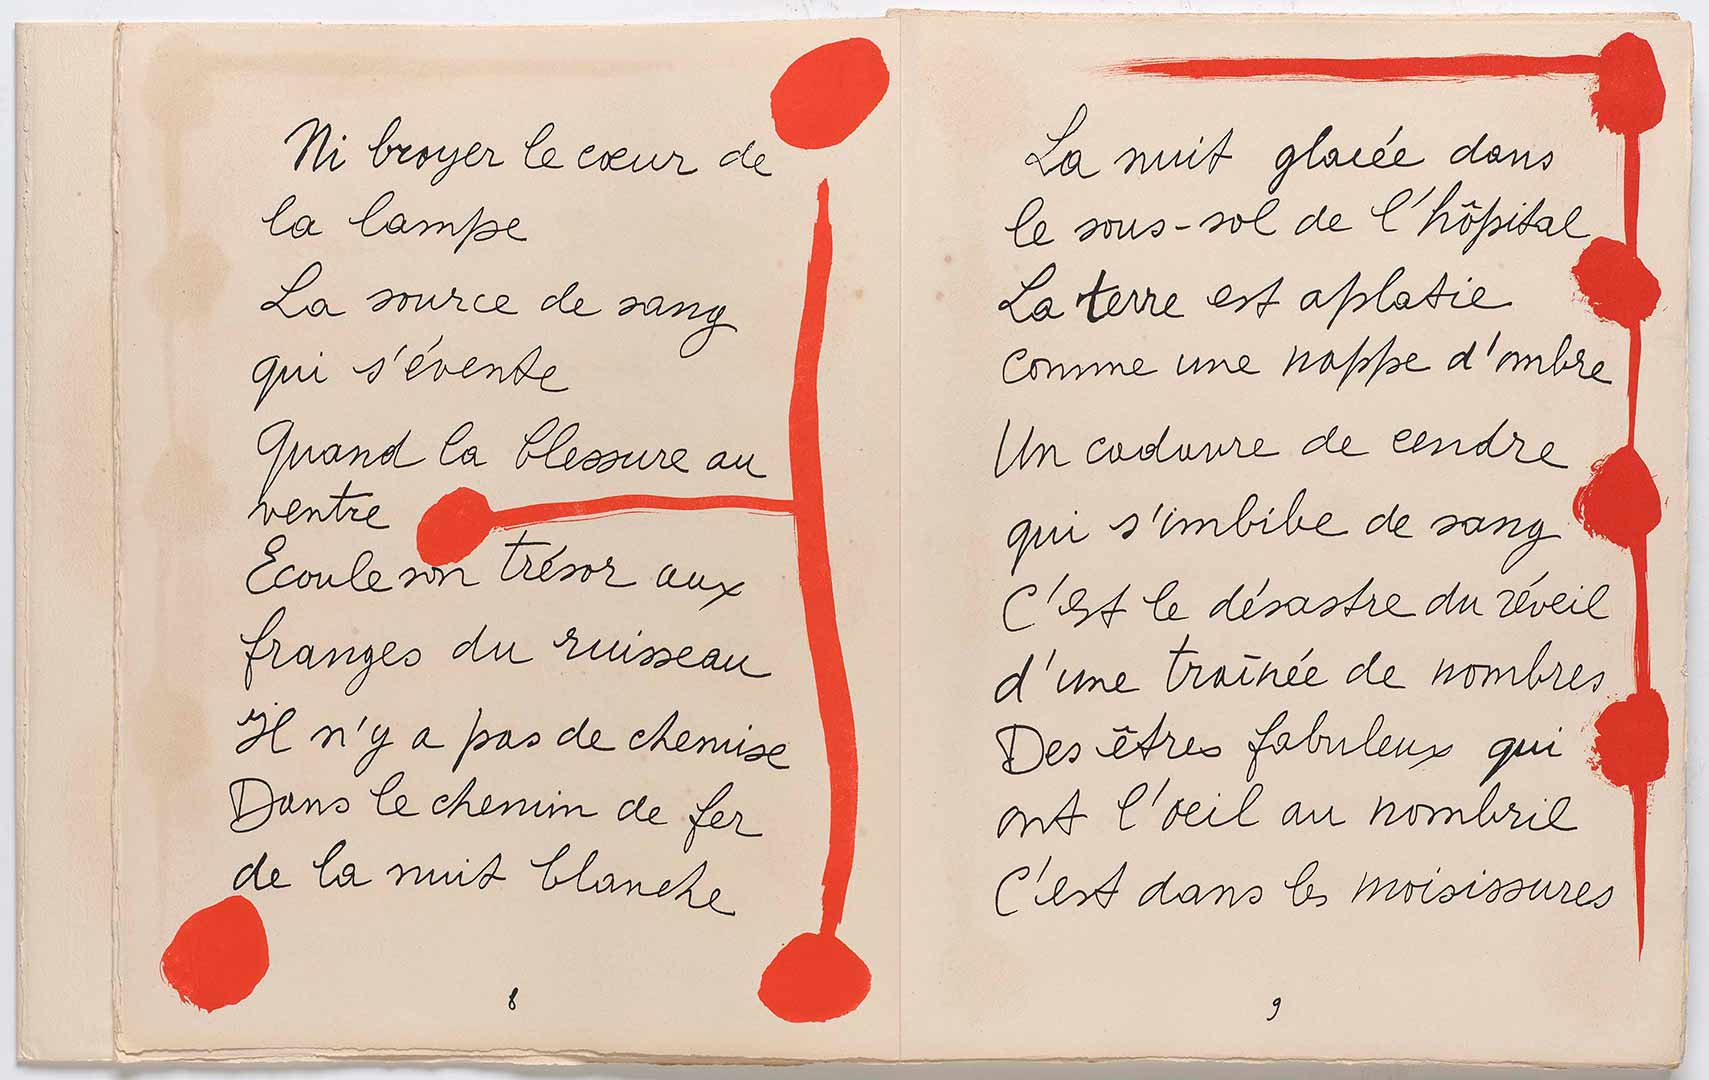 Ni broyer le cœur de
la lampe
La source de sang
qui s'évente
Quand la blessure au
ventre
Ecoule son trésor aux
franges du ruisseau
Il n'y a pas de chemise
Dans le chemin de fer
de la nuit blanche
8
La nuit glacée dans
le sous-sol de l'hôpital
La terre est aplatie
comme une nappe d'ombre
Un cadavre de cendre
qui s'imbibe de sang
C'est le désastre du réveil
d'une traînée de nombres
Des êtres fabuleux qui
ont l'oeil au nombril
C'est dans les moisissures
9